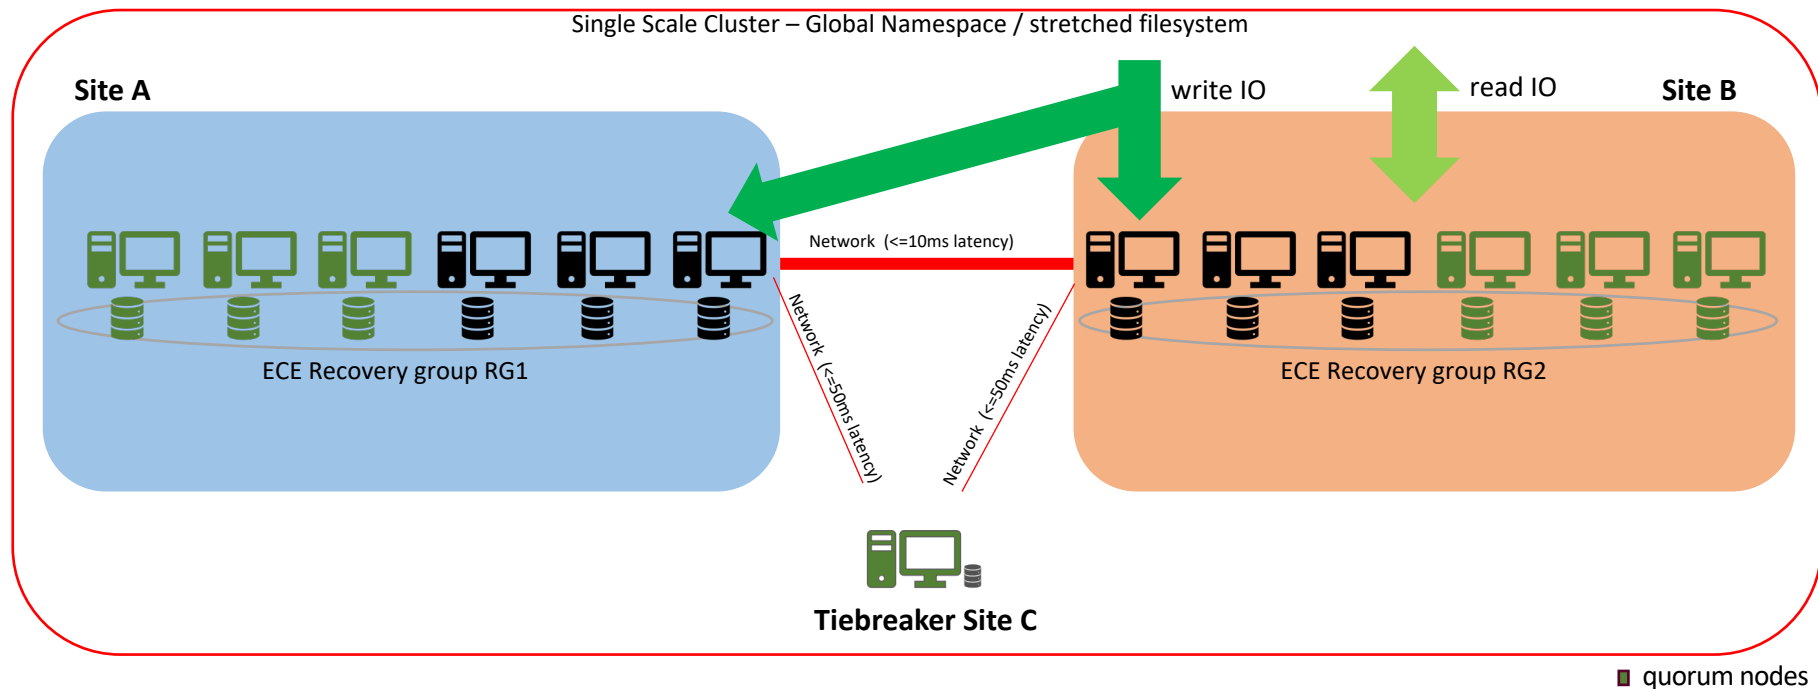 Single Scale Cluster – Global Namespace / stretched filesystem
Site A
write IO
read IO
Site B
Network (<=10ms latency)
Network (<=50ms latency)
Network (<=50ms latency)
ECE Recovery group RG1
ECE Recovery group RG2
Tiebreaker Site C
quorum nodes